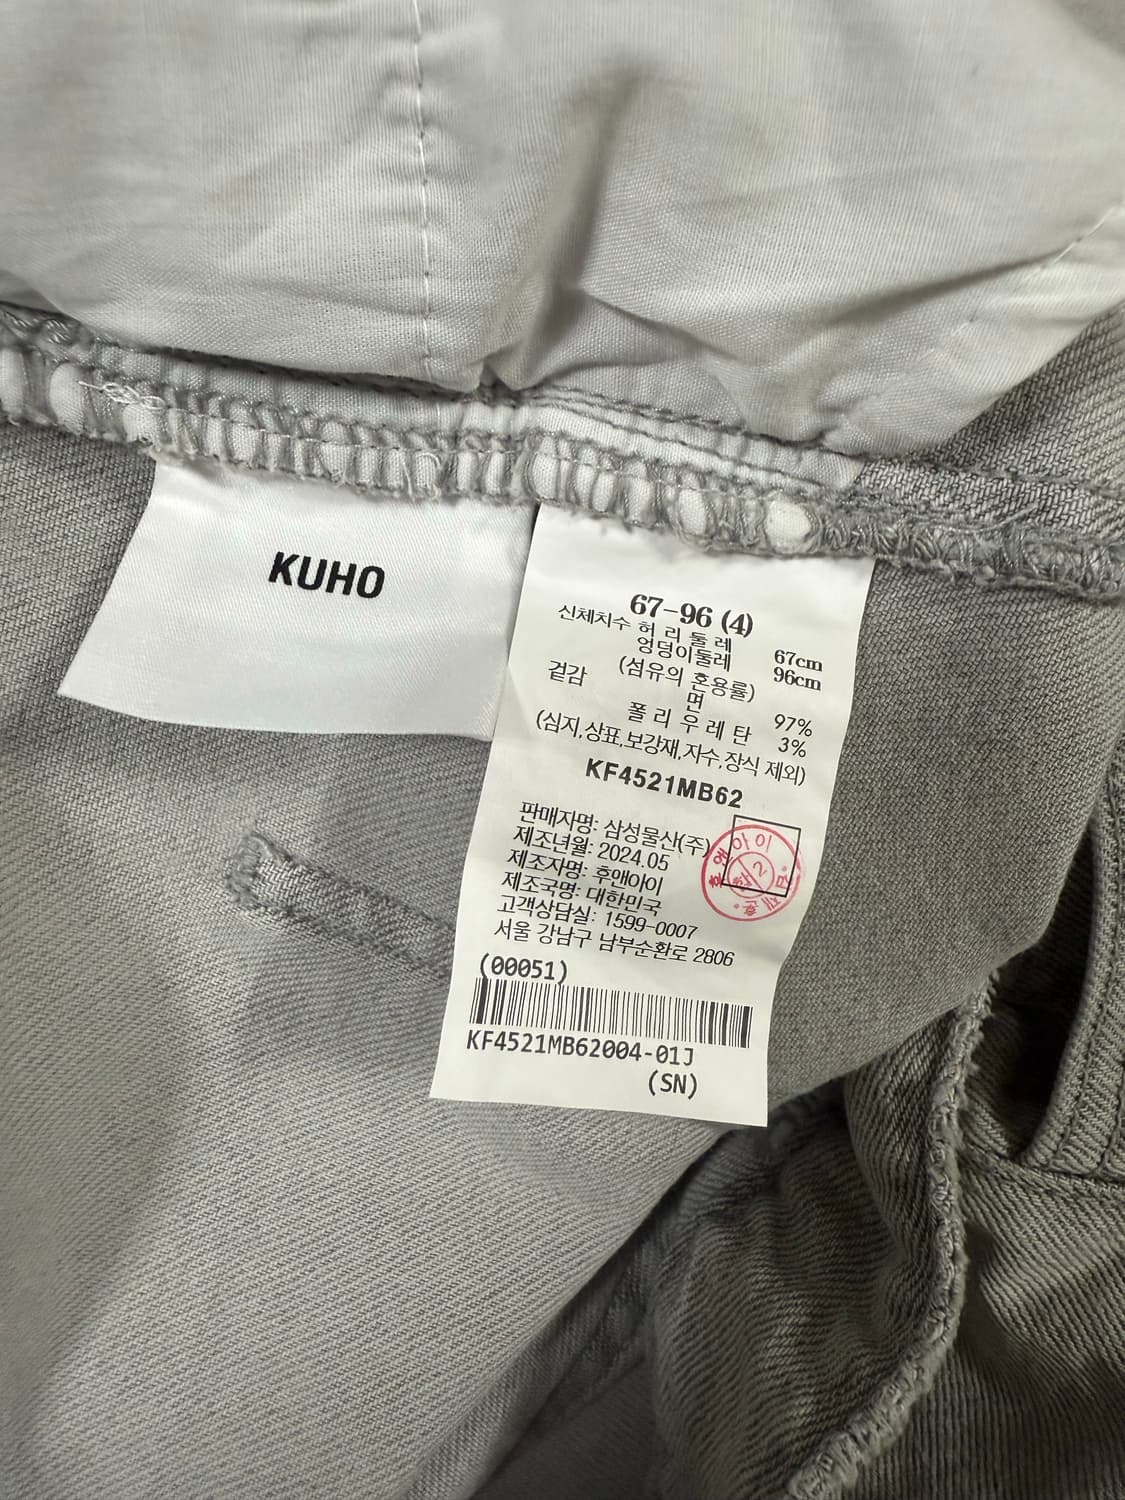 KUHO
67-96 (4)
신체치수 허리둘레 67cm
엉덩이둘레 96cm
(섬유의 혼용률)
겉감 면 97%
폴리우레탄 3%
(심지,상표,보강재,자수,장식 제외)
KF4521MB62
판매자명: 삼성물산(주)
제조년월: 2024.05
제조자명: 후앤아이
제조국명: 대한민국
고객상담실: 1599-0007
서울 강남구 남부순환로 2806
후앤아이
2
(00051)
KF4521MB62004-01J
(SN)